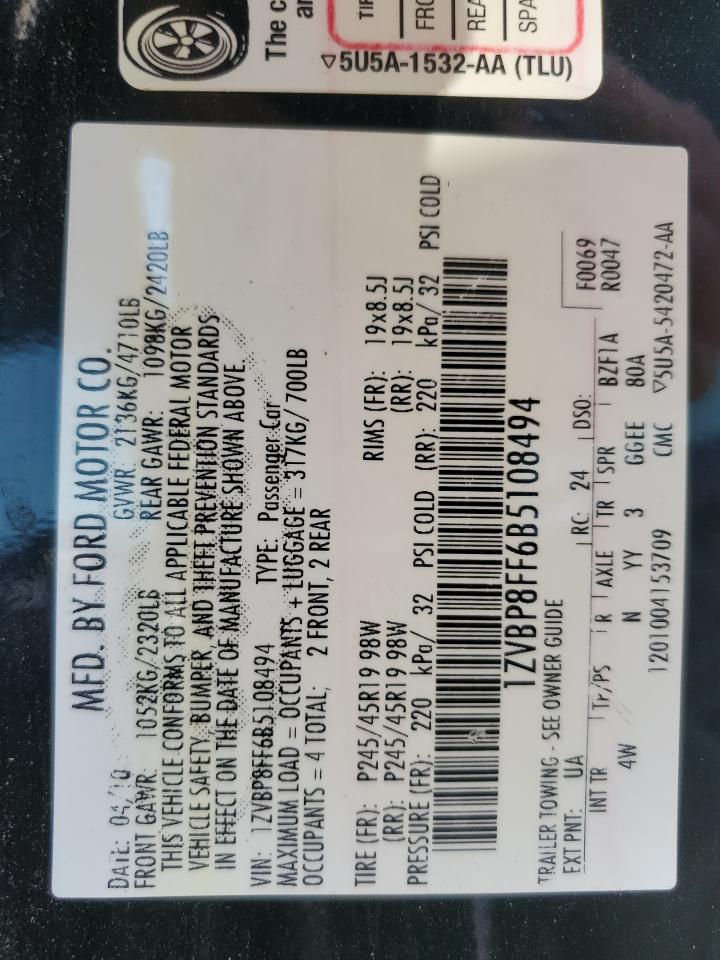 The c
an
TIR
FRO
REA
SPA
▽5U5A-1532-AA (TLU)
MFD. BY FORD MOTOR CO.
DATE: 04/10 GVWR: 2136KG/4710LB
FRONT GAWR: 1052KG/2320LB REAR GAWR: 1098KG/2420LB
THIS VEHICLE CONFORMS TO ALL APPLICABLE FEDERAL MOTOR
VEHICLE SAFETY, BUMPER, AND THEFT PREVENTION STANDARDS
IN EFFECT ON THE DATE OF MANUFACTURE SHOWN ABOVE.
VIN: 1ZVBP8FF6B5108494 TYPE: Passenger Car
MAXIMUM LOAD = OCCUPANTS + LUGGAGE = 317KG/700LB
OCCUPANTS = 4 TOTAL; 2 FRONT, 2 REAR
TIRE (FR): P245/45R19 98W RIMS (FR): 19x8.5J
(RR): P245/45R19 98W (RR): 19x8.5J
PRESSURE (FR): 220 kPa/ 32 PSI COLD (RR): 220 kPa/ 32 PSI COLD
1ZVBP8FF6B5108494
TRAILER TOWING - SEE OWNER GUIDE
EXT PNT: UA RC: 24 DSO: F0069
INT TR TP/PS R AXLE TR SPR BZF1A R0047
4W N YY 3 GGEE 80A
1201004153709 CMC ▽5U5A-5420472-AA